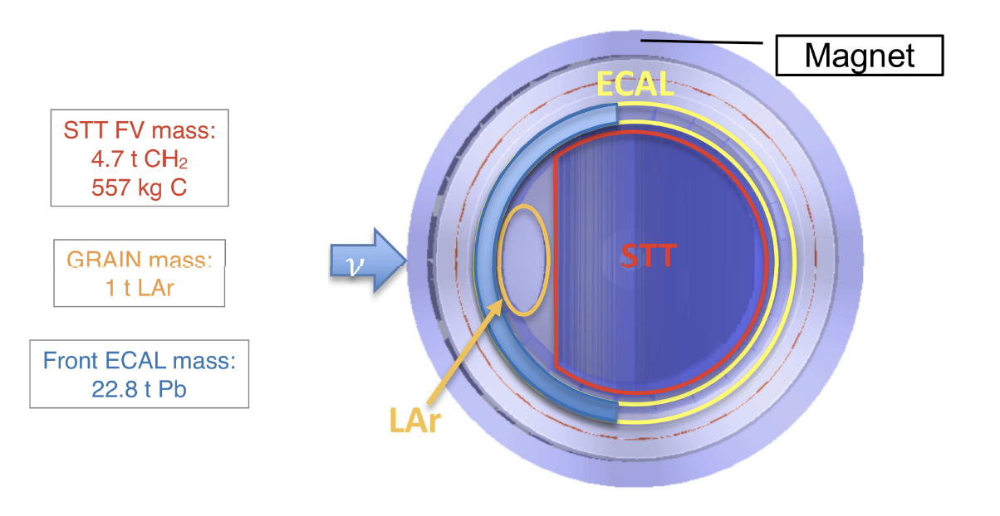 Magnet
ECAL
STT FV mass:
4.7 t CH₂
557 kg C
GRAIN mass:
1 t LAr
ν
STT
Front ECAL mass:
22.8 t Pb
LAr